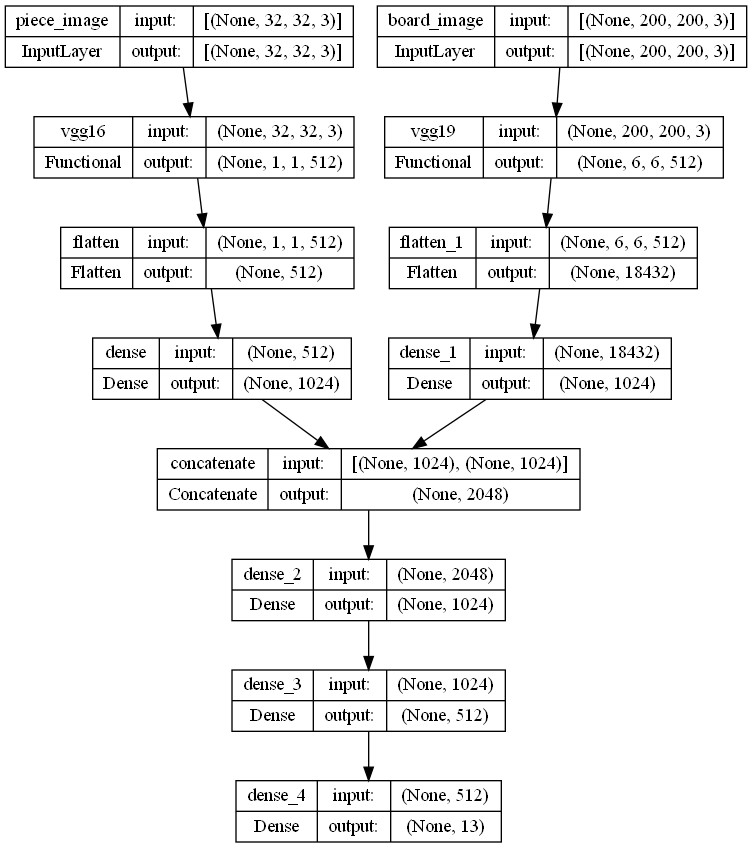 piece_image input: [(None, 32, 32, 3)]
InputLayer output: [(None, 32, 32, 3)]
board_image input: [(None, 200, 200, 3)]
InputLayer output: [(None, 200, 200, 3)]
vgg16 input: (None, 32, 32, 3)
Functional output: (None, 1, 1, 512)
vgg19 input: (None, 200, 200, 3)
Functional output: (None, 6, 6, 512)
flatten input: (None, 1, 1, 512)
Flatten output: (None, 512)
flatten_1 input: (None, 6, 6, 512)
Flatten output: (None, 18432)
dense input: (None, 512)
Dense output: (None, 1024)
dense_1 input: (None, 18432)
Dense output: (None, 1024)
concatenate input: [(None, 1024), (None, 1024)]
Concatenate output: (None, 2048)
dense_2 input: (None, 2048)
Dense output: (None, 1024)
dense_3 input: (None, 1024)
Dense output: (None, 512)
dense_4 input: (None, 512)
Dense output: (None, 13)